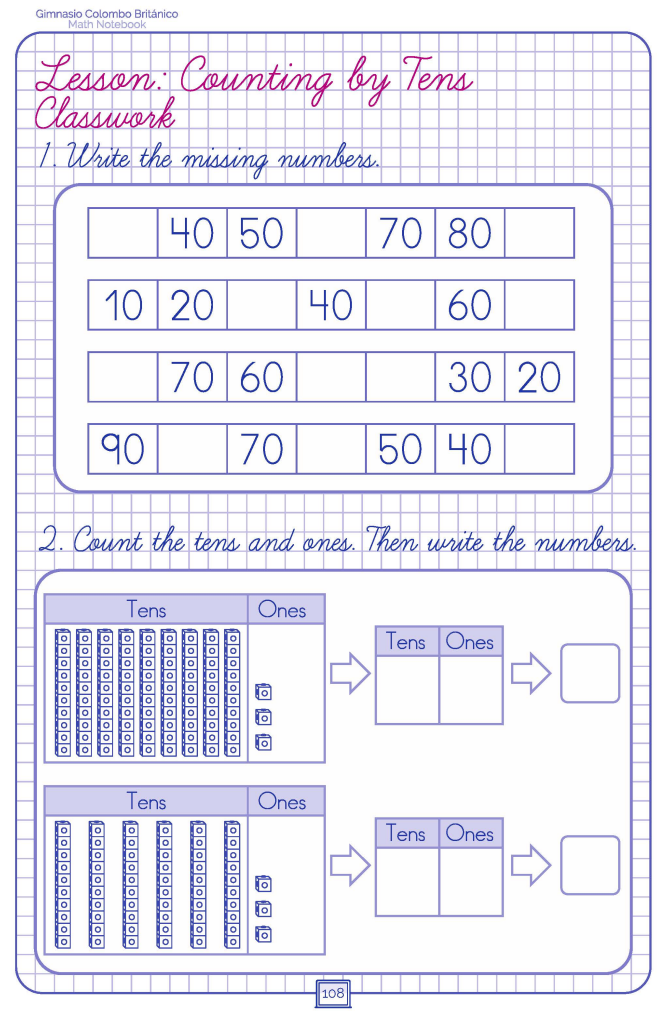 Gimnasio Colombo Británico
Math Notebook
Lesson: Counting by Tens
Classwork
1. Write the missing numbers.
40 50 70 80
10 20 40 60
70 60 30 20
90 70 50 40
2. Count the tens and ones. Then write the numbers.
Tens Ones
Tens Ones
Tens Ones
Tens Ones
108